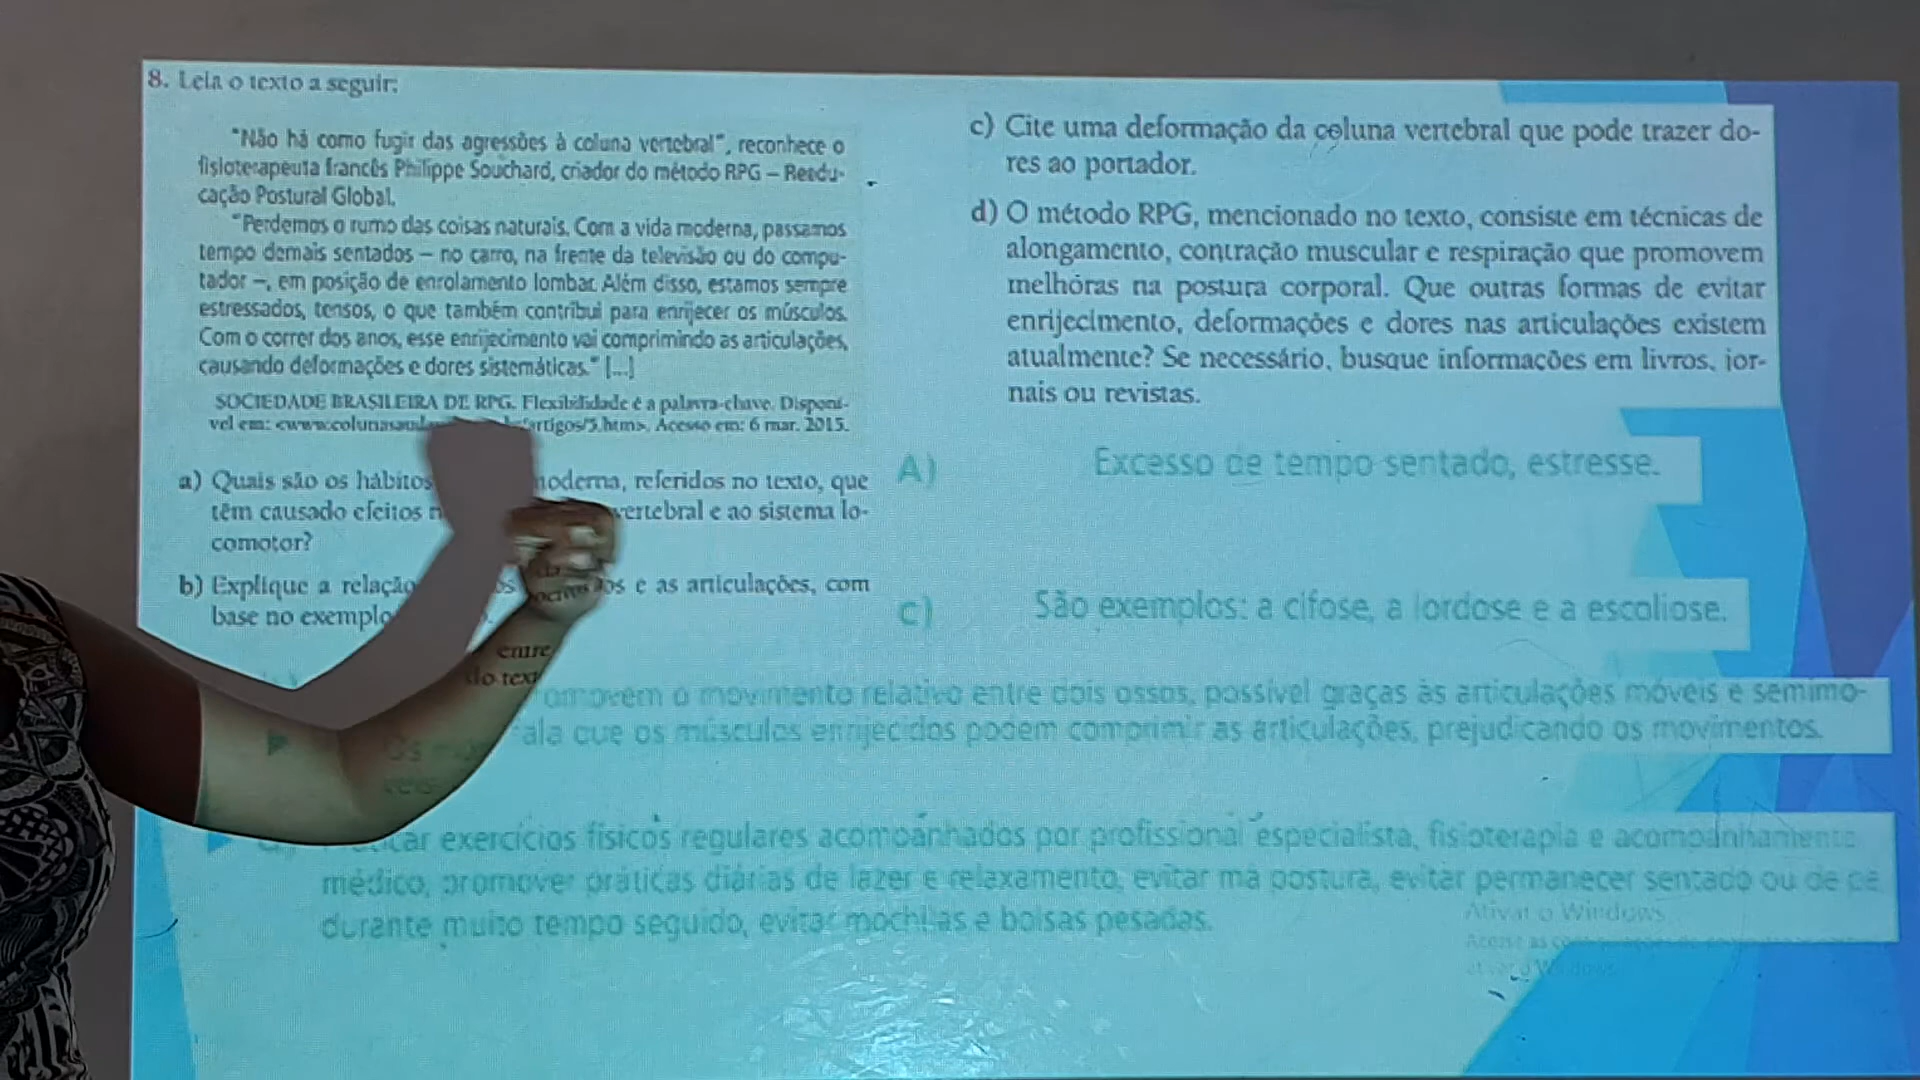 8. Leia o texto a seguir:
"Não há como fugir das agressões à coluna vertebral", reconhece o
fisioterapeuta francês Philippe Souchard, criador do método RPG – Reedu-
cação Postural Global.
"Perdemos o rumo das coisas naturais. Com a vida moderna, passamos
tempo demais sentados – no carro, na frente da televisão ou do compu-
tador –, em posição de enrolamento lombar. Além disso, estamos sempre
estressados, tensos, o que também contribui para enrijecer os músculos.
Com o correr dos anos, esse enrijecimento vai comprimindo as articulações,
causando deformações e dores sistemáticas." [...]
SOCIEDADE BRASILEIRA DE RPG. Flexibilidade é a palavra-chave. Disponí-
vel em: artigos/5.htm>. Acesso em: 6 mar. 2015.
a) Quais são os hábitos moderna, referidos no texto, que
têm causado efeitos vertebral e ao sistema lo-
comotor?
b) Explique a relação e as articulações, com
base no exemplo
entre
do
c) Cite uma deformação da coluna vertebral que pode trazer do-
res ao portador.
d) O método RPG, mencionado no texto, consiste em técnicas de
alongamento, contração muscular e respiração que promovem
melhoras na postura corporal. Que outras formas de evitar
enrijecimento, deformações e dores nas articulações existem
atualmente? Se necessário, busque informações em livros, jor-
nais ou revistas.
A) Excesso de tempo sentado, estresse.
C) São exemplos: a cifose, a lordose e a escoliose.
o movimento relativo entre dois ossos, possível graças às articulações móveis e semimó-
que os músculos enrijecidos podem comprimir as articulações, prejudicando os movimentos.
exercícios físicos regulares acompanhados por profissional especialista, fisioterapia e acompanhamento
médico, promover práticas diárias de lazer e relaxamento, evitar má postura, evitar permanecer sentado ou de pé
durante muito tempo seguido, evitar mochilas e bolsas pesadas.
Ativar o Windows